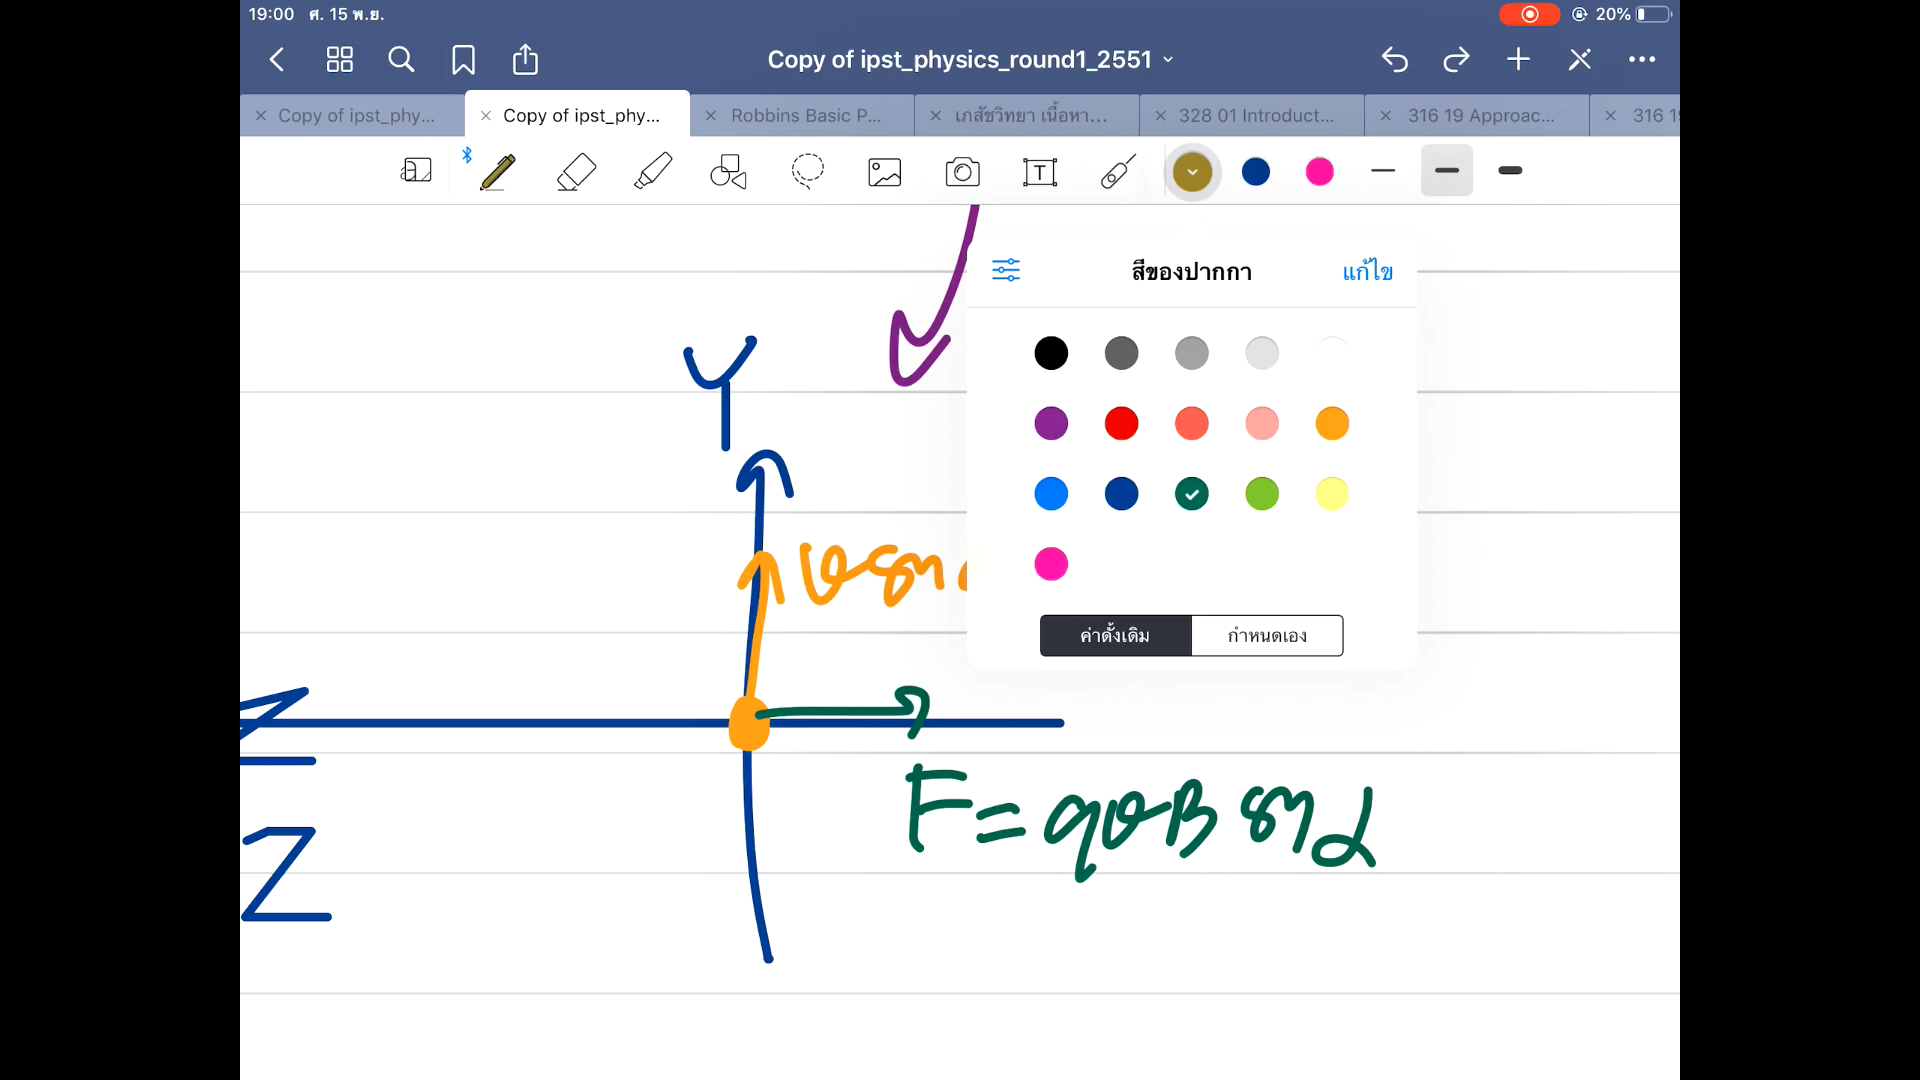 19:00 ศ. 15 พ.ย.
20%
Copy of ipst_physics_round1_2551
Copy of ipst_phy...
Copy of ipst_phy...
Robbins Basic P...
เภสัชวิทยา เนื้อหา...
328 01 Introduct...
316 19 Approac...
316 1
T
สีของปากกา
แก้ไข
Y
ค่าดั้งเดิม
กำหนดเอง
Z